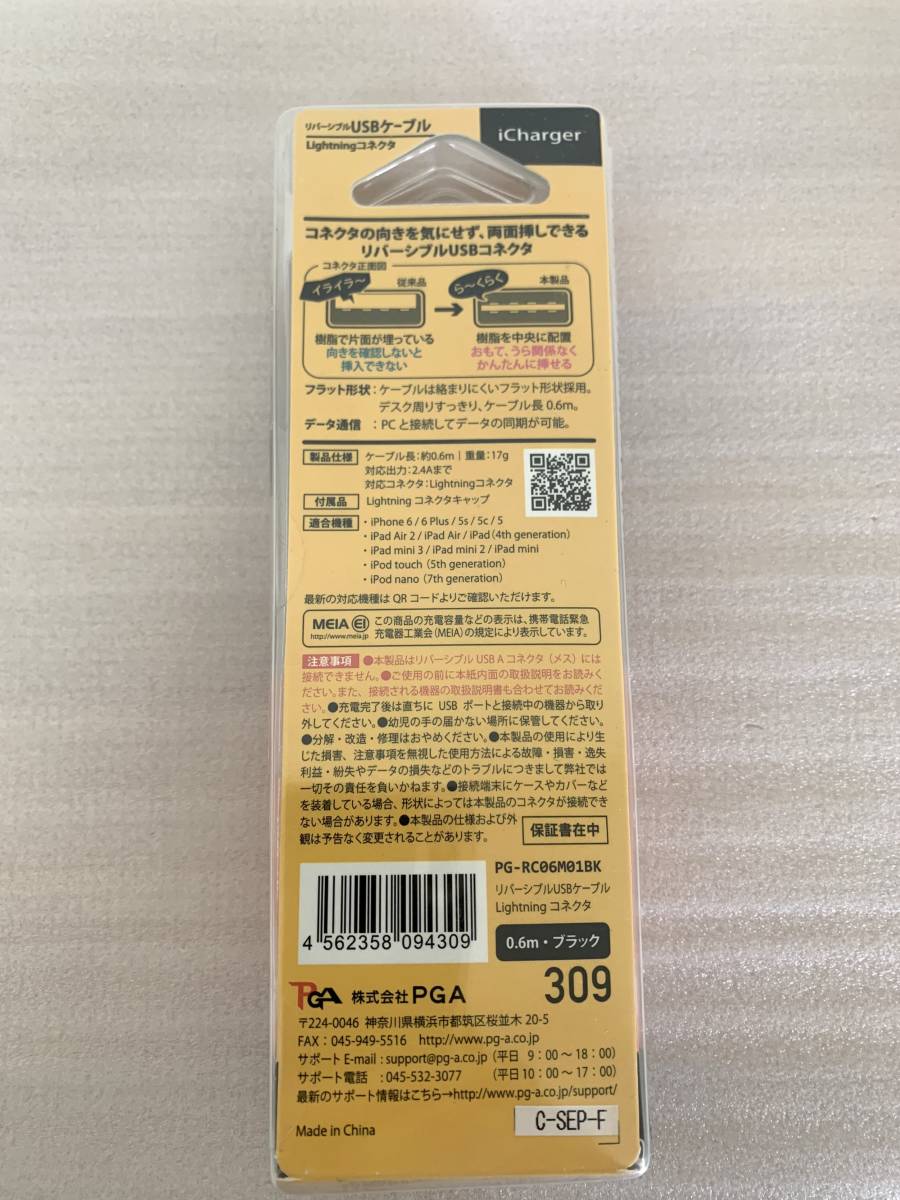 リバーシブルUSBケーブル
Lightningコネクタ
iCharger
コネクタの向きを気にせず、両面挿しできる
リバーシブルUSBコネクタ
コネクタ正面図
イライラ〜
従来品
ら〜くらく
本製品
樹脂で片面が埋っている
向きを確認しないと
挿入できない
樹脂を中央に配置
おもて、うら関係なく
かんたんに挿せる
フラット形状：ケーブルは絡まりにくいフラット形状採用。
デスク周りすっきり、ケーブル長 0.6m。
データ通信 ：PCと接続してデータの同期が可能。
製品仕様 ケーブル長：約0.6m｜重量：17g
対応出力：2.4Aまで
対応コネクタ：Lightningコネクタ
付属品 Lightning コネクタキャップ
適合機種 ・iPhone 6 / 6 Plus / 5s / 5c / 5
・iPad Air 2 / iPad Air / iPad（4th generation）
・iPad mini 3 / iPad mini 2 / iPad mini
・iPod touch（5th generation）
・iPod nano（7th generation）
最新の対応機種は QR コードよりご確認いただけます。
MEIA EI
http://www.meia.jp
この商品の充電容量などの表示は、携帯電話緊急
充電器工業会（MEIA）の規定により表示しています。
注意事項 ●本製品はリバーシブル USB A コネクタ（メス）には
接続できません。●ご使用の前に本紙内面の取扱説明をお読みく
ださい。また、接続される機器の取扱説明書も合わせてお読みくだ
さい。●充電完了後は直ちに USB ポートと接続中の機器から取り
外してください。●幼児の手の届かない場所に保管してください。
●分解・改造・修理はおやめください。●本製品の使用により生
じた損害、注意事項を無視した使用方法による故障・損害・逸失
利益・紛失やデータの損失などのトラブルにつきまして弊社では
一切その責任を負いかねます。●接続端末にケースやカバーなど
を装着している場合、形状によっては本製品のコネクタが接続でき
ない場合があります。●本製品の仕様および外
観は予告なく変更されることがあります。
保証書在中
PG-RC06M01BK
リバーシブルUSBケーブル
Lightning コネクタ
4 562358 094309
0.6m・ブラック
309
PGA 株式会社PGA
〒224-0046 神奈川県横浜市都筑区桜並木 20-5
FAX：045-949-5516 http://www.pg-a.co.jp
サポート E-mail：support@pg-a.co.jp（平日 9：00〜18：00）
サポート電話 ：045-532-3077 （平日10：00〜17：00）
最新のサポート情報はこちら→http://www.pg-a.co.jp/support/
C-SEP-F
Made in China